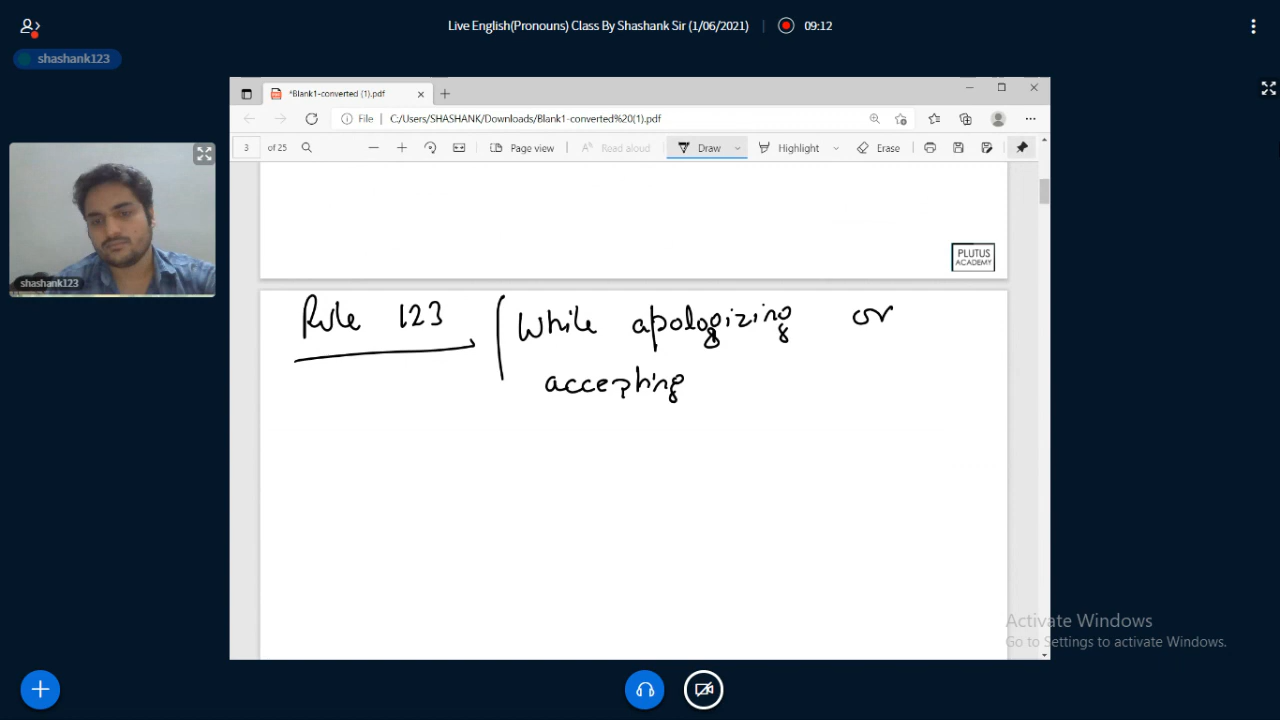 Live English(Pronouns) Class By Shashank Sir (1/06/2021) 09:12
shashank123
*Blank1-converted (1).pdf
File C:/Users/SHASHANK/Downloads/Blank1-converted%20(1).pdf
3 of 25 Page view Read aloud Draw Highlight Erase
shashank123
PLUTUS
ACADEMY
Rule 123 While apologizing or
accepting
Activate Windows
Go to Settings to activate Windows.